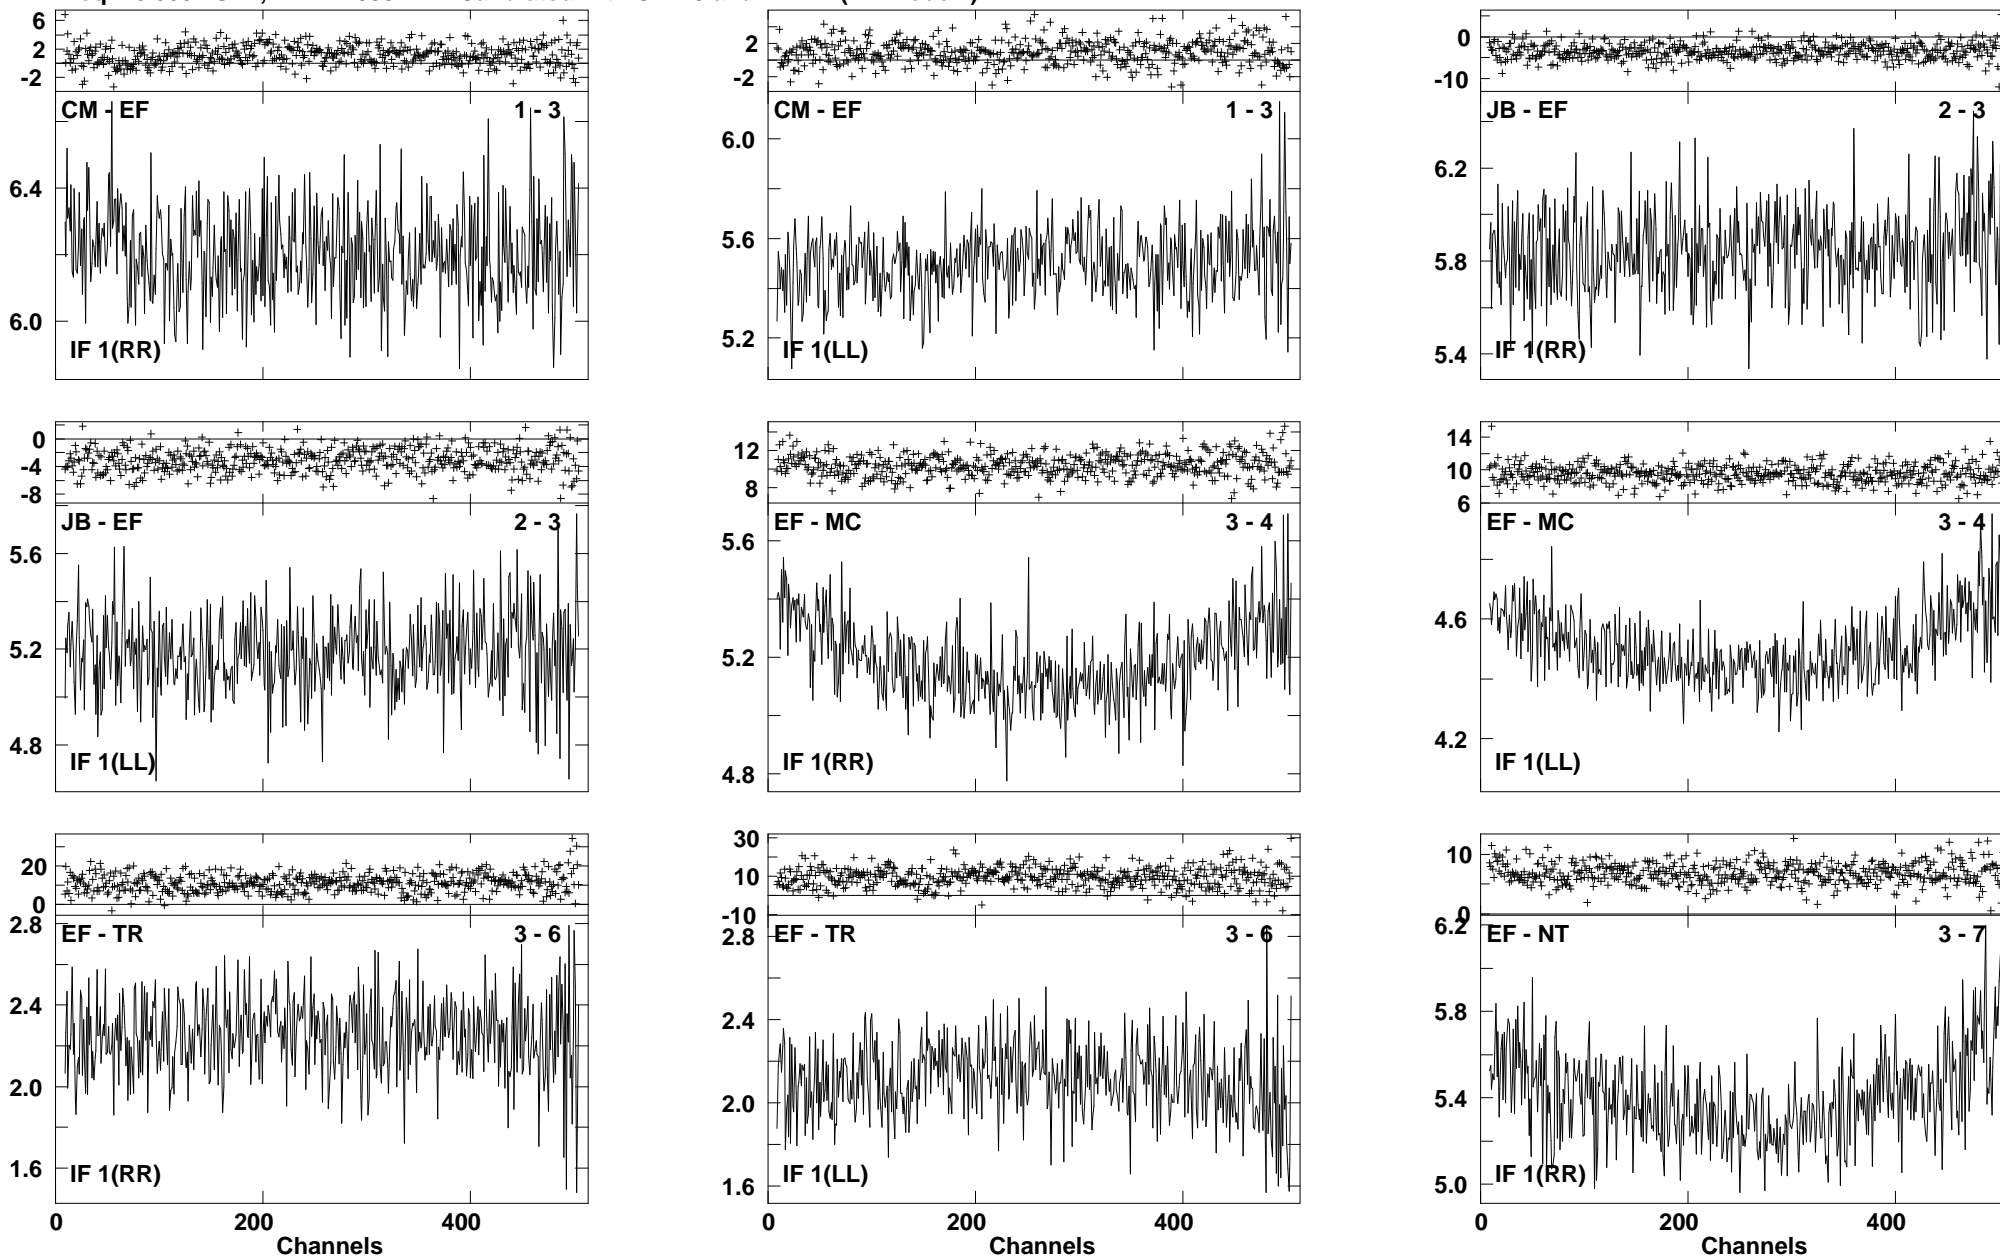 6
2
-2
CM - EF
1 - 3
6.4
6.0
IF 1(RR)
2
-2
CM - EF
1 - 3
6.0
5.6
5.2
IF 1(LL)
0
-10
JB - EF
2 - 3
6.2
5.8
5.4
IF 1(RR)
0
-4
-8
JB - EF
2 - 3
5.6
5.2
4.8
IF 1(LL)
12
8
EF - MC
3 - 4
5.6
5.2
4.8
IF 1(RR)
14
10
6
EF - MC
3 - 4
4.6
4.2
IF 1(LL)
20
0
2.8
EF - TR
3 - 6
2.4
2.0
1.6
IF 1(RR)
0 200 400
Channels
30
10
-10
2.8
EF - TR
3 - 6
2.4
2.0
1.6
IF 1(LL)
0 200 400
Channels
10
0
6.2
EF - NT
3 - 7
5.8
5.4
5.0
IF 1(RR)
0 200 400
Channels